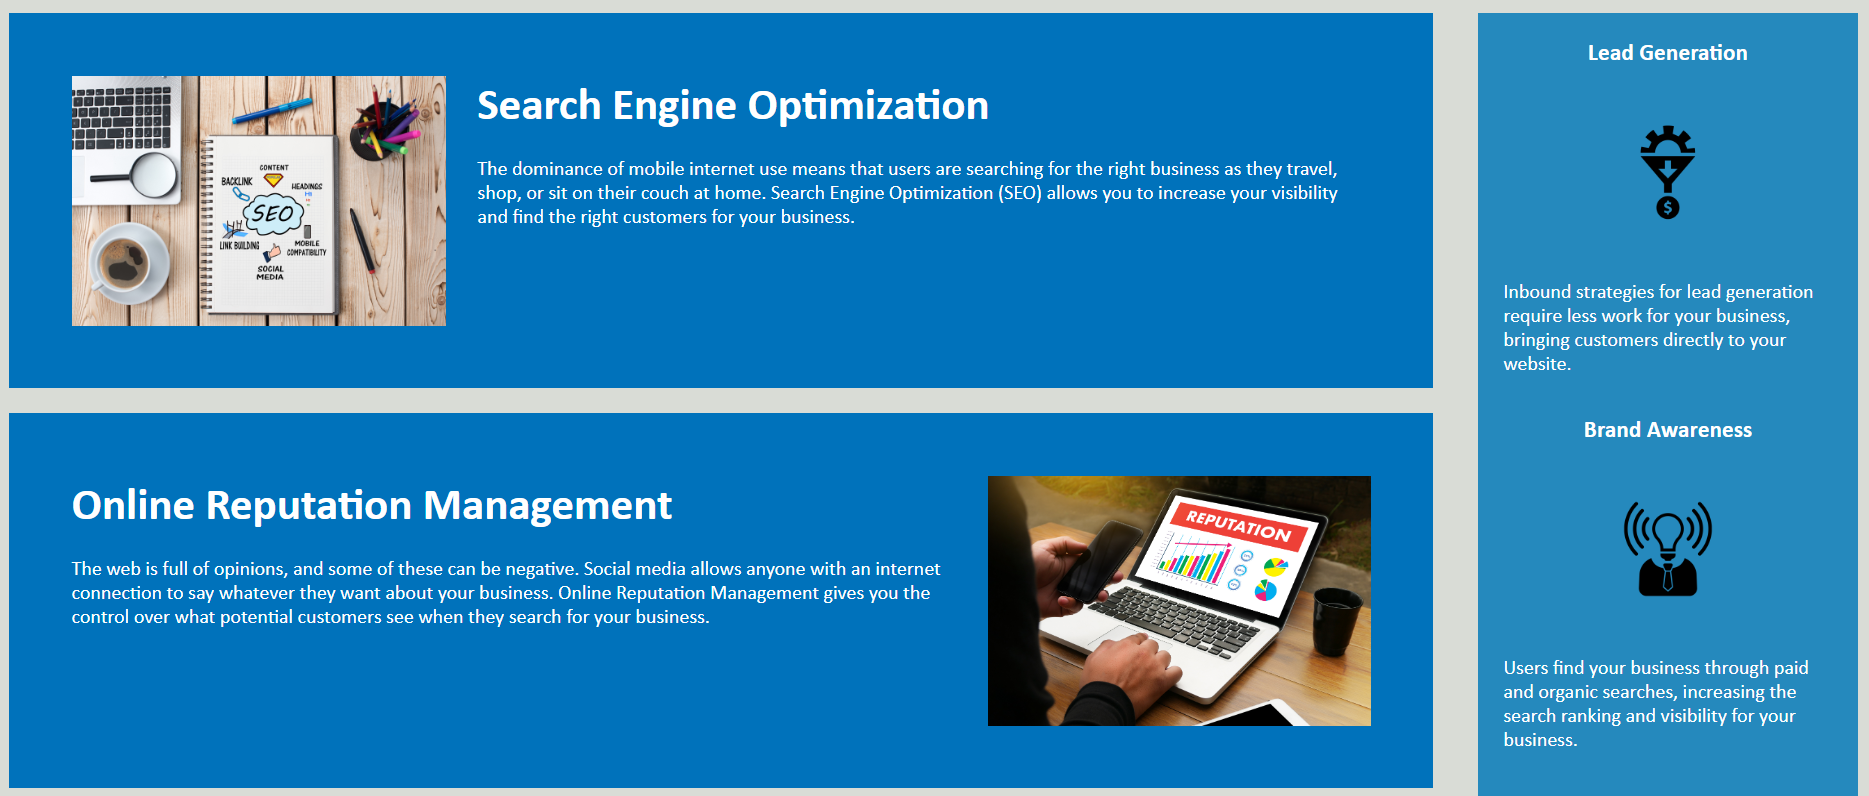 Search Engine Optimization
The dominance of mobile internet use means that users are searching for the right business as they travel,
shop, or sit on their couch at home. Search Engine Optimization (SEO) allows you to increase your visibility
and find the right customers for your business.
CONTENT
BACKLINK
HEADINGS
SEO
LINK BUILDING
MOBILE
COMPATIBILITY
SOCIAL
MEDIA
Online Reputation Management
The web is full of opinions, and some of these can be negative. Social media allows anyone with an internet
connection to say whatever they want about your business. Online Reputation Management gives you the
control over what potential customers see when they search for your business.
REPUTATION
Lead Generation
$
Inbound strategies for lead generation
require less work for your business,
bringing customers directly to your
website.
Brand Awareness
Users find your business through paid
and organic searches, increasing the
search ranking and visibility for your
business.